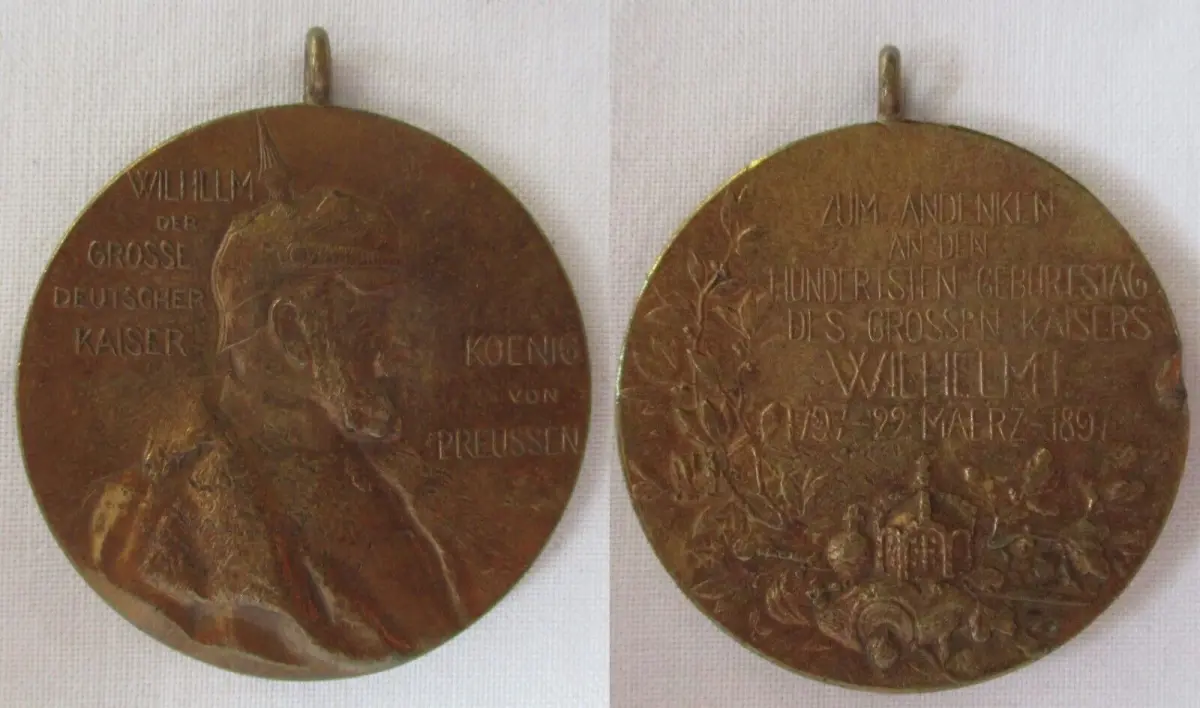 WILHELM
DER
GROSSE
DEUTSCHER
KAISER
KOENIG
VON
PREUSSEN
ZUM ANDENKEN
AN DEN
HUNDERTSTEN GEBURTSTAG
DES GROSSEN KAISERS
WILHELM I.
1797-22 MAERZ-1897